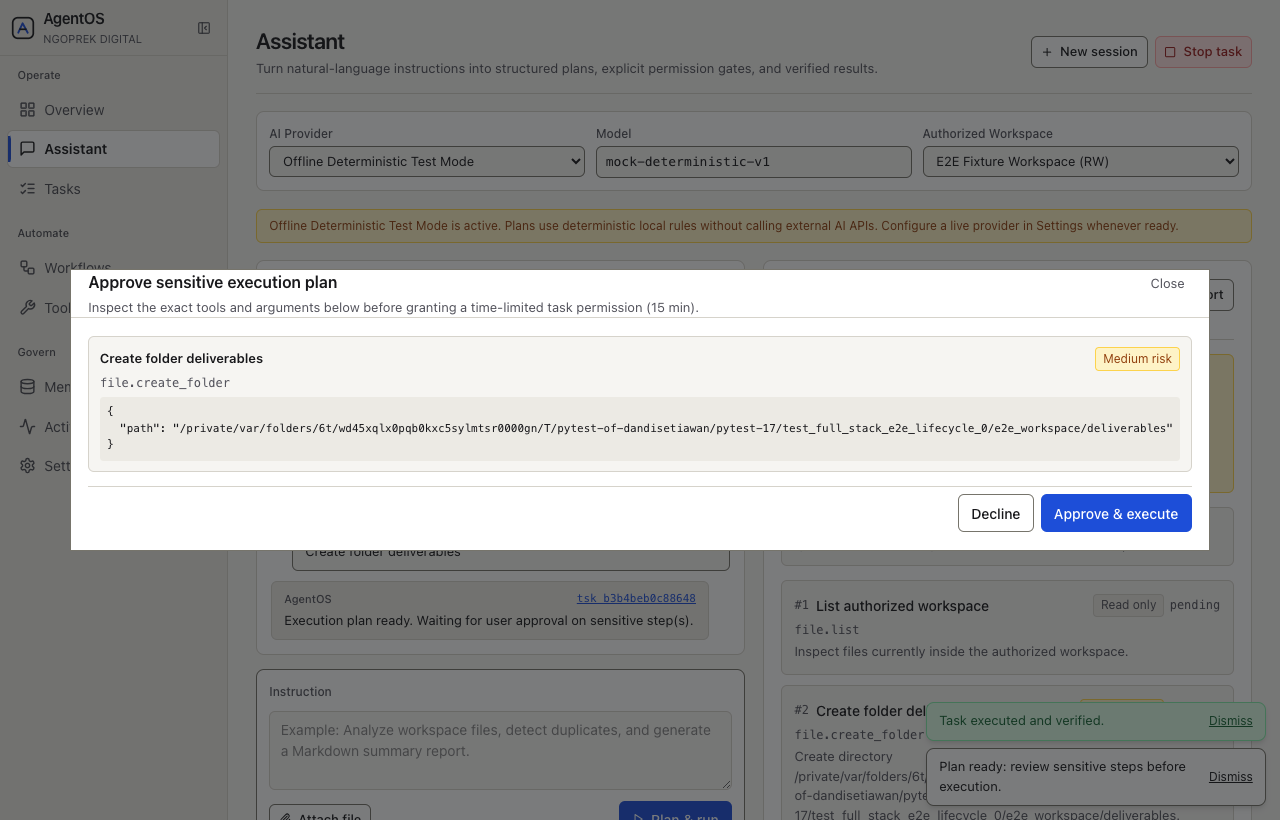 AgentOS
NGOPREK DIGITAL
Operate
Overview
Assistant
Tasks
Automate
Workflows
Govern
Assistant
Turn natural-language instructions into structured plans, explicit permission gates, and verified results.
+ New session
Stop task
AI Provider
Model
Authorized Workspace
Offline Deterministic Test Mode
mock-deterministic-v1
E2E Fixture Workspace (RW)
Offline Deterministic Test Mode is active. Plans use deterministic local rules without calling external AI APIs. Configure a live provider in Settings whenever ready.
Approve sensitive execution plan
Close
Inspect the exact tools and arguments below before granting a time-limited task permission (15 min).
Create folder deliverables
Medium risk
file.create_folder
{
"path": "/private/var/folders/6t/wd45xqlx0pqb0kxc5sylmtsr0000gn/T/pytest-of-dandisetiawan/pytest-17/test_full_stack_e2e_lifecycle_0/e2e_workspace/deliverables"
}
Decline
Approve & execute
Create folder deliverables
AgentOS
tsk_b3b4beb0c88648
Execution plan ready. Waiting for user approval on sensitive step(s).
Instruction
Example: Analyze workspace files, detect duplicates, and generate
a Markdown summary report.
Attach file
Plan & run
#1 List authorized workspace
Read only
pending
file.list
Inspect files currently inside the authorized workspace.
#2 Create folder del
file.create_folder
Create directory
/private/var/folders/6t/
of-dandisetiawan/pyte
17/test_full_stack_e2e_lifecycle_0/e2e_workspace/deliverables.
Task executed and verified.
Dismiss
Plan ready: review sensitive steps before
execution.
Dismiss